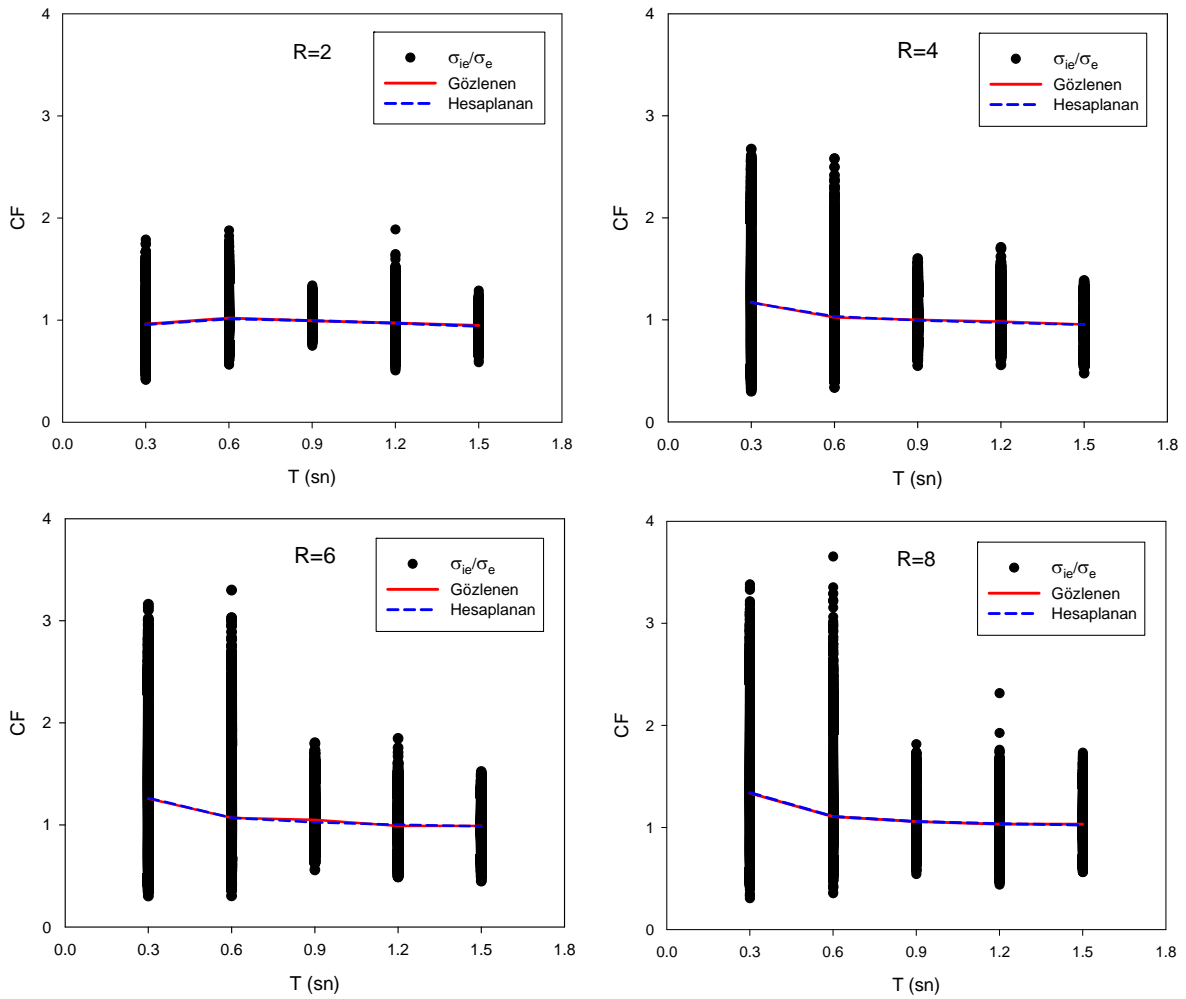 R=2
σie/σe
Gözlenen
Hesaplanan
CF
4
3
2
1
0
0.0 0.3 0.6 0.9 1.2 1.5 1.8
T (sn)
R=4
σie/σe
Gözlenen
Hesaplanan
CF
4
3
2
1
0
0.0 0.3 0.6 0.9 1.2 1.5 1.8
T (sn)
R=6
σie/σe
Gözlenen
Hesaplanan
CF
4
3
2
1
0
0.0 0.3 0.6 0.9 1.2 1.5 1.8
T (sn)
R=8
σie/σe
Gözlenen
Hesaplanan
CF
4
3
2
1
0
0.0 0.3 0.6 0.9 1.2 1.5 1.8
T (sn)